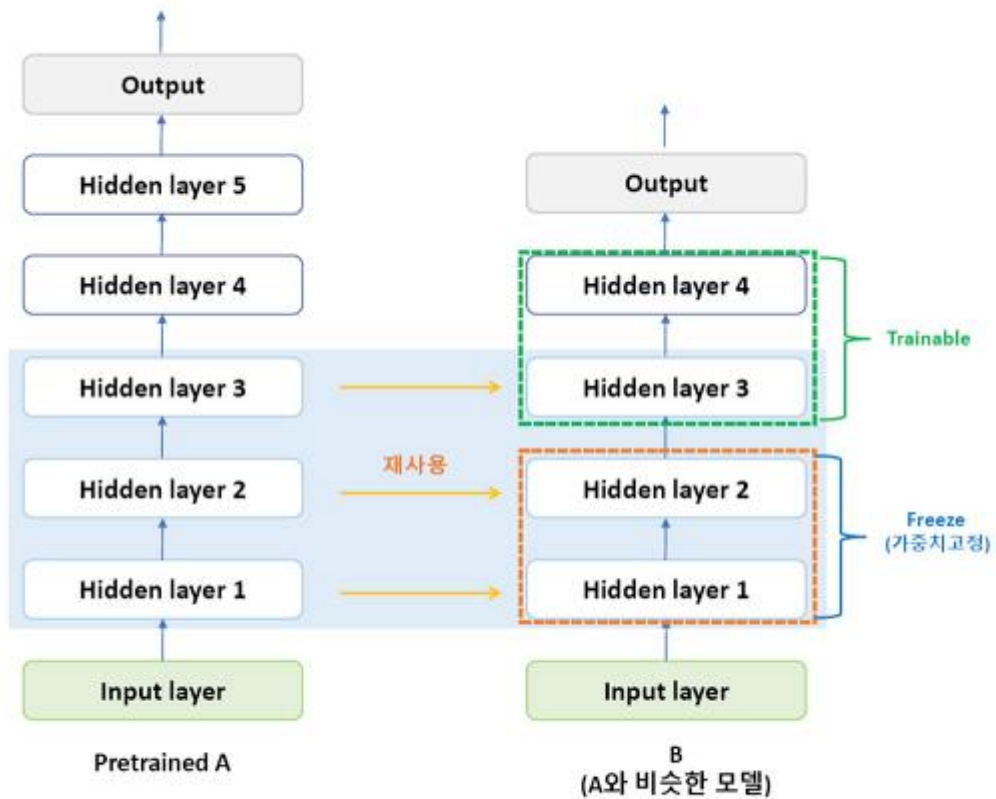 Output
Hidden layer 5
Hidden layer 4
Hidden layer 3
Hidden layer 2
Hidden layer 1
Input layer
Pretrained A
재사용
Output
Hidden layer 4
Hidden layer 3
Hidden layer 2
Hidden layer 1
Input layer
B
(A와 비슷한 모델)
Trainable
Freeze
(가중치고정)